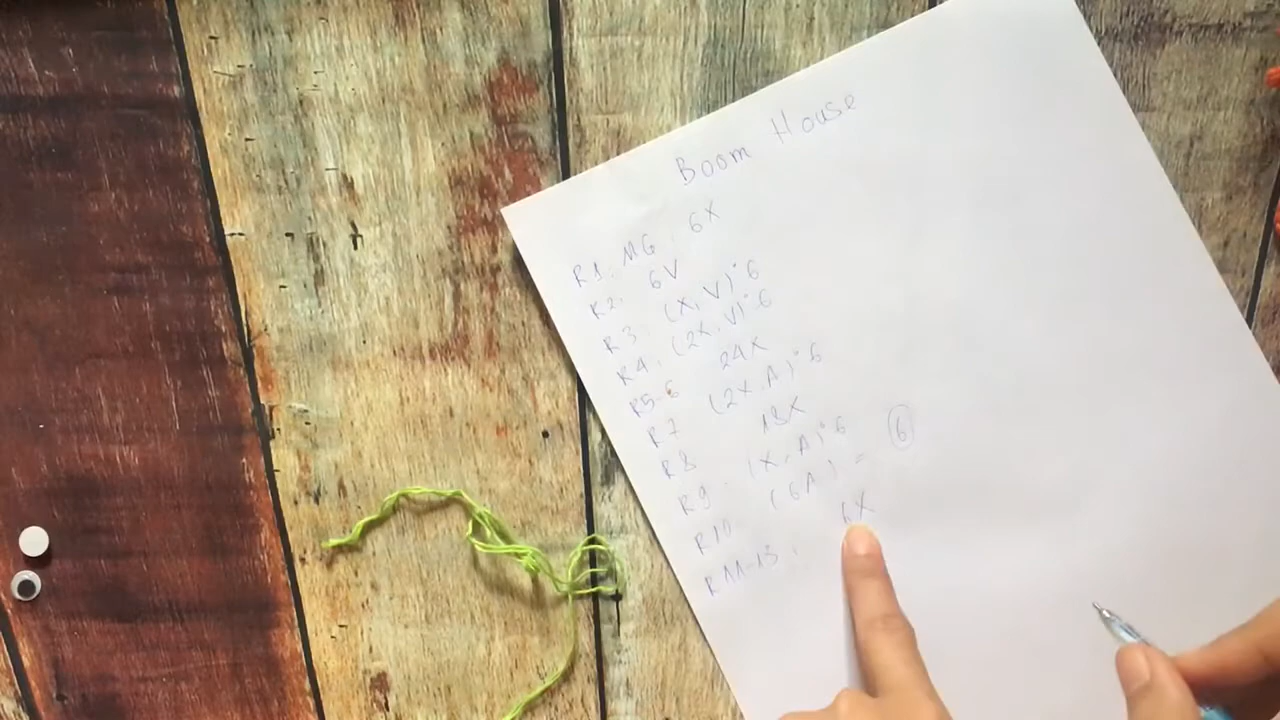 Boom House
R1. MG, 6X
R2. 6V
R3. (X, V)*6
R4. (2X, V)*6
R5-6 24X
R7 (2X, A)*6
R8 18X
R9. (X, A)*6
R10. (6A) = 6
R11-13: 6X